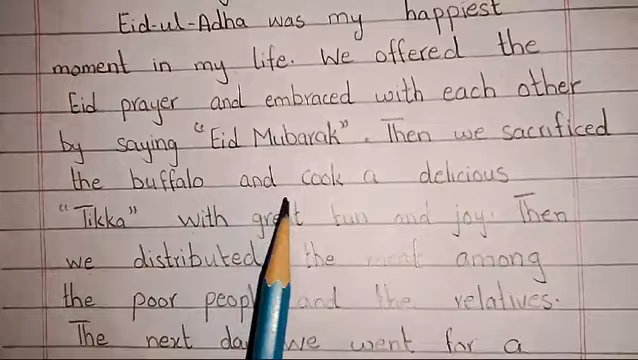 Eid-ul-Adha was my happiest
moment in my life. We offered the
Eid prayer and embraced with each other
by saying "Eid Mubarak". Then we sacrificed
the buffalo and cook a delicious
"Tikka" with great fun and joy. Then
we distributed the meat among
the poor people and the relatives.
The next day we went for a